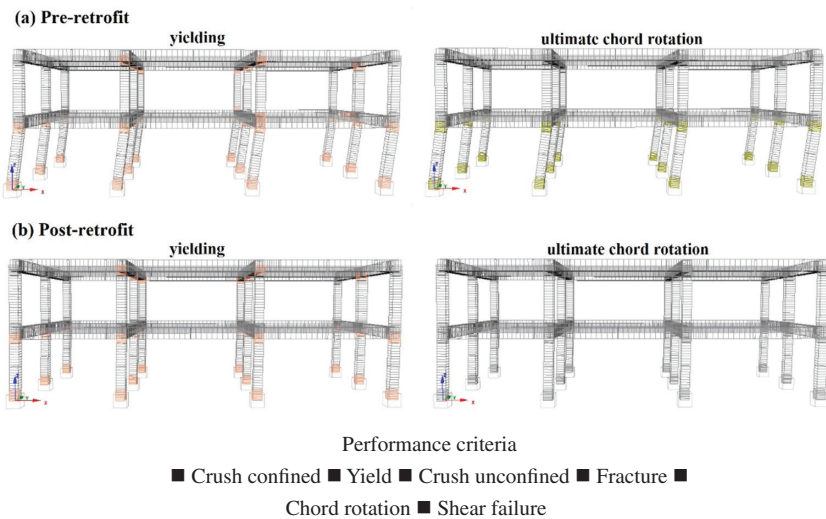 (a) Pre-retrofit
yielding
ultimate chord rotation
(b) Post-retrofit
yielding
ultimate chord rotation
Performance criteria
■ Crush confined ■ Yield ■ Crush unconfined ■ Fracture ■
Chord rotation ■ Shear failure